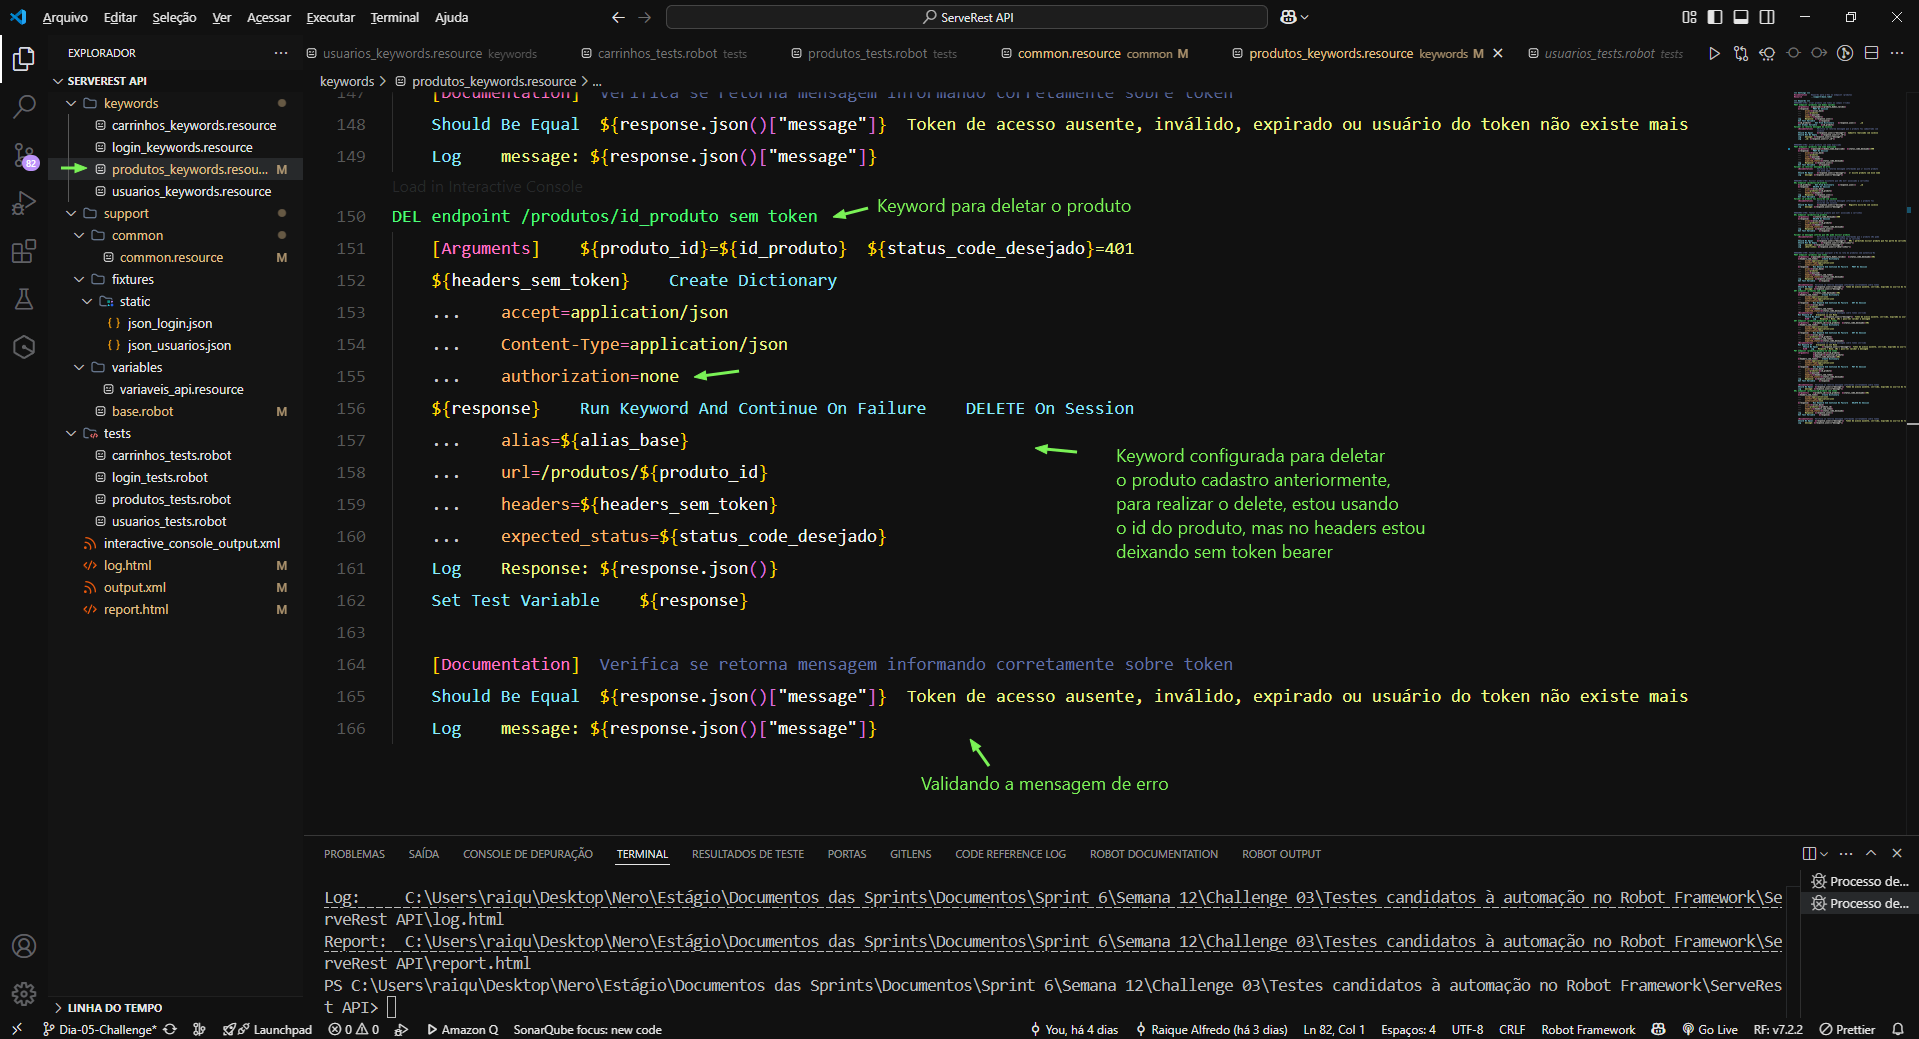 Arquivo Editar Seleção Ver Acessar Executar Terminal Ajuda
ServeRest API
EXPLORADOR
usuarios_keywords.resource keywords
carrinhos_tests.robot tests
produtos_tests.robot tests
common.resource common M
produtos_keywords.resource keywords M
usuarios_tests.robot tests
SERVEREST API
keywords
carrinhos_keywords.resource
login_keywords.resource
produtos_keywords.resou... M
usuarios_keywords.resource
support
common
common.resource M
fixtures
static
json_login.json
json_usuarios.json
variables
variaveis_api.resource
base.robot M
tests
carrinhos_tests.robot
login_tests.robot
produtos_tests.robot
usuarios_tests.robot
interactive_console_output.xml
log.html M
output.xml M
report.html M
LINHA DO TEMPO
82
keywords > produtos_keywords.resource > ...
147 [Documentation] Verifica se retorna mensagem informando corretamente sobre token
148 Should Be Equal ${response.json()["message"]} Token de acesso ausente, inválido, expirado ou usuário do token não existe mais
149 Log message: ${response.json()["message"]}
Load in Interactive Console
150 DEL endpoint /produtos/id_produto sem token
Keyword para deletar o produto
151 [Arguments] ${produto_id}=${id_produto} ${status_code_desejado}=401
152 ${headers_sem_token} Create Dictionary
153 ... accept=application/json
154 ... Content-Type=application/json
155 ... authorization=none
156 ${response} Run Keyword And Continue On Failure DELETE On Session
157 ... alias=${alias_base}
158 ... url=/produtos/${produto_id}
159 ... headers=${headers_sem_token}
160 ... expected_status=${status_code_desejado}
161 Log Response: ${response.json()}
162 Set Test Variable ${response}
163
164 [Documentation] Verifica se retorna mensagem informando corretamente sobre token
165 Should Be Equal ${response.json()["message"]} Token de acesso ausente, inválido, expirado ou usuário do token não existe mais
166 Log message: ${response.json()["message"]}
Keyword configurada para deletar
o produto cadastro anteriormente,
para realizar o delete, estou usando
o id do produto, mas no headers estou
deixando sem token bearer
Validando a mensagem de erro
PROBLEMAS SAÍDA CONSOLE DE DEPURAÇÃO TERMINAL RESULTADOS DE TESTE PORTAS GITLENS CODE REFERENCE LOG ROBOT DOCUMENTATION ROBOT OUTPUT
Log: C:\Users\raiqu\Desktop\Nero\Estágio\Documentos das Sprints\Documentos\Sprint 6\Semana 12\Challenge 03\Testes candidatos à automação no Robot Framework\Se
rveRest API\log.html
Report: C:\Users\raiqu\Desktop\Nero\Estágio\Documentos das Sprints\Documentos\Sprint 6\Semana 12\Challenge 03\Testes candidatos à automação no Robot Framework\Se
rveRest API\report.html
PS C:\Users\raiqu\Desktop\Nero\Estágio\Documentos das Sprints\Documentos\Sprint 6\Semana 12\Challenge 03\Testes candidatos à automação no Robot Framework\ServeRes
t API>
Processo de...
Processo de...
Dia-05-Challenge* Launchpad 0 0 Amazon Q SonarQube focus: new code You, há 4 dias Raique Alfredo (há 3 dias) Ln 82, Col 1 Espaços: 4 UTF-8 CRLF Robot Framework Go Live RF: v7.2.2 Prettier